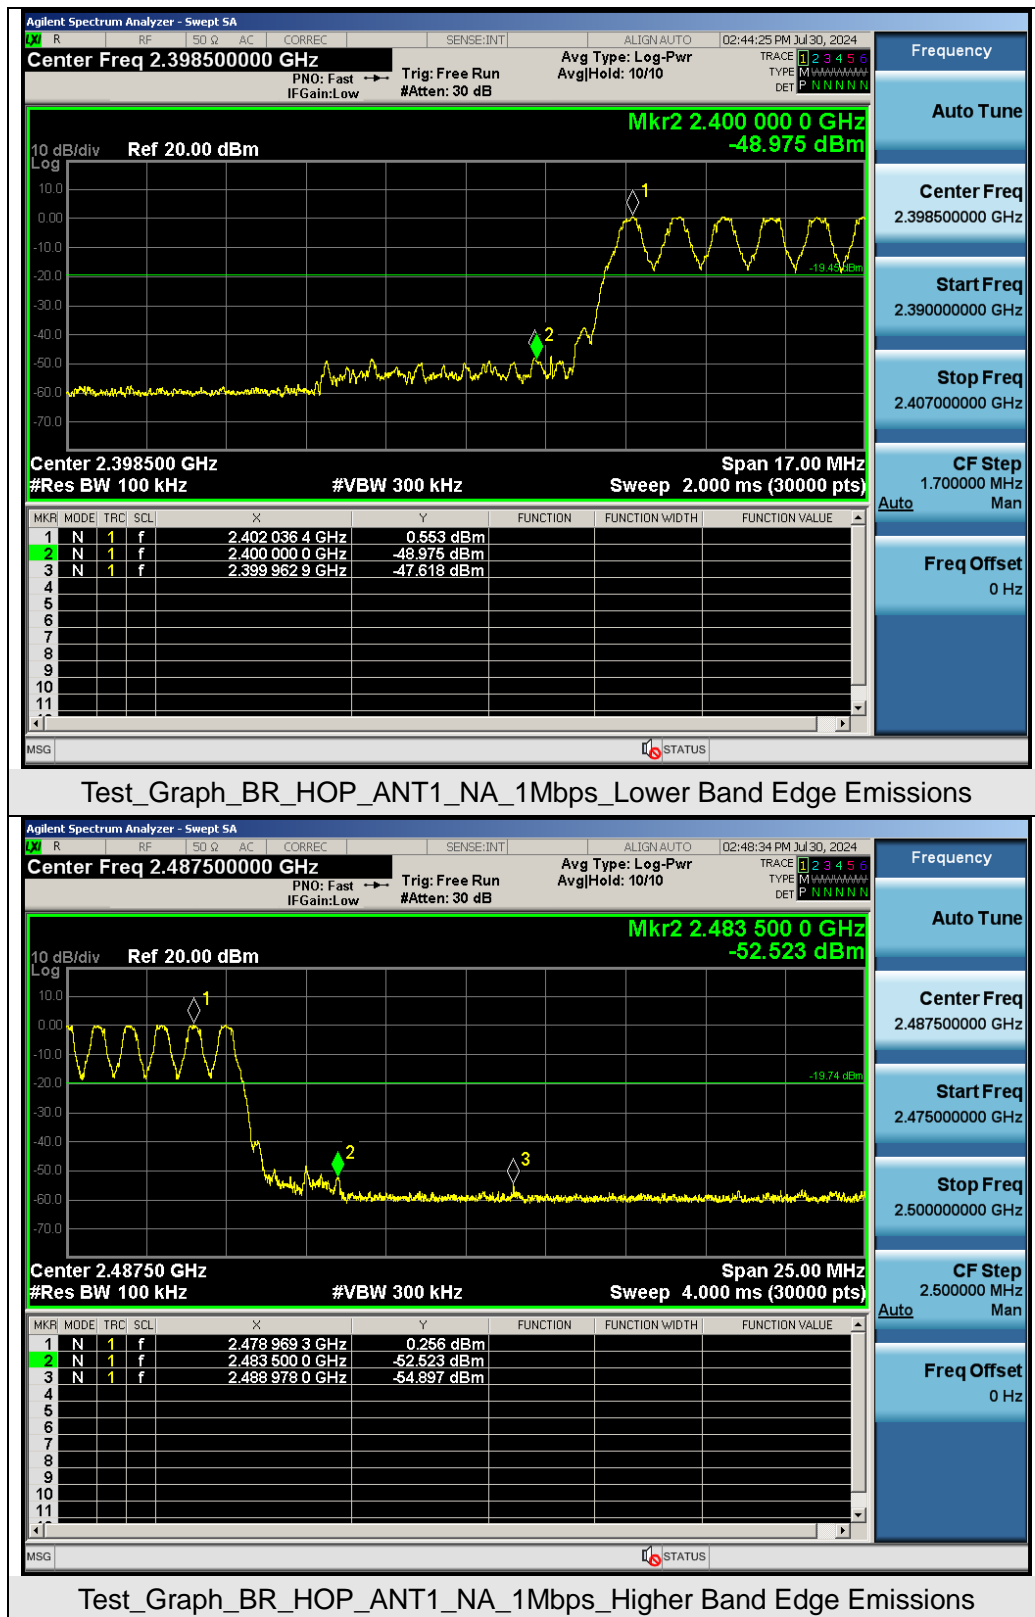 Agilent Spectrum Analyzer - Swept SA
LXI R RF 50 Ω AC CORREC SENSE:INT ALIGN AUTO 02:44:25 PM Jul 30, 2024
Center Freq 2.398500000 GHz
PNO: Fast
IFGain:Low
Trig: Free Run
#Atten: 30 dB
Avg Type: Log-Pwr
Avg|Hold: 10/10
TRACE 1 2 3 4 5 6
TYPE M WWWWW
DET P N N N N N
Mkr2 2.400 000 0 GHz
-48.975 dBm
10 dB/div Ref 20.00 dBm
Log
10.0
0.00
-10.0
-20.0
-30.0
-40.0
-50.0
-60.0
-70.0
1
2
-19.45 dBm
Center 2.398500 GHz Span 17.00 MHz
#Res BW 100 kHz #VBW 300 kHz Sweep 2.000 ms (30000 pts)
MKR MODE TRC SCL X Y FUNCTION FUNCTION WIDTH FUNCTION VALUE
1 N 1 f 2.402 036 4 GHz 0.553 dBm
2 N 1 f 2.400 000 0 GHz -48.975 dBm
3 N 1 f 2.399 962 9 GHz -47.618 dBm
4
5
6
7
8
9
10
11
MSG STATUS
Frequency
Auto Tune
Center Freq
2.398500000 GHz
Start Freq
2.390000000 GHz
Stop Freq
2.407000000 GHz
CF Step
1.700000 MHz
Auto Man
Freq Offset
0 Hz
Test_Graph_BR_HOP_ANT1_NA_1Mbps_Lower Band Edge Emissions
Agilent Spectrum Analyzer - Swept SA
LXI R RF 50 Ω AC CORREC SENSE:INT ALIGN AUTO 02:48:34 PM Jul 30, 2024
Center Freq 2.487500000 GHz
PNO: Fast
IFGain:Low
Trig: Free Run
#Atten: 30 dB
Avg Type: Log-Pwr
Avg|Hold: 10/10
TRACE 1 2 3 4 5 6
TYPE M WWWWW
DET P N N N N N
Mkr2 2.483 500 0 GHz
-52.523 dBm
10 dB/div Ref 20.00 dBm
Log
10.0
0.00
-10.0
-20.0
-30.0
-40.0
-50.0
-60.0
-70.0
1
2
3
-19.74 dBm
Center 2.48750 GHz Span 25.00 MHz
#Res BW 100 kHz #VBW 300 kHz Sweep 4.000 ms (30000 pts)
MKR MODE TRC SCL X Y FUNCTION FUNCTION WIDTH FUNCTION VALUE
1 N 1 f 2.478 969 3 GHz 0.256 dBm
2 N 1 f 2.483 500 0 GHz -52.523 dBm
3 N 1 f 2.488 978 0 GHz -54.897 dBm
4
5
6
7
8
9
10
11
MSG STATUS
Frequency
Auto Tune
Center Freq
2.487500000 GHz
Start Freq
2.475000000 GHz
Stop Freq
2.500000000 GHz
CF Step
2.500000 MHz
Auto Man
Freq Offset
0 Hz
Test_Graph_BR_HOP_ANT1_NA_1Mbps_Higher Band Edge Emissions